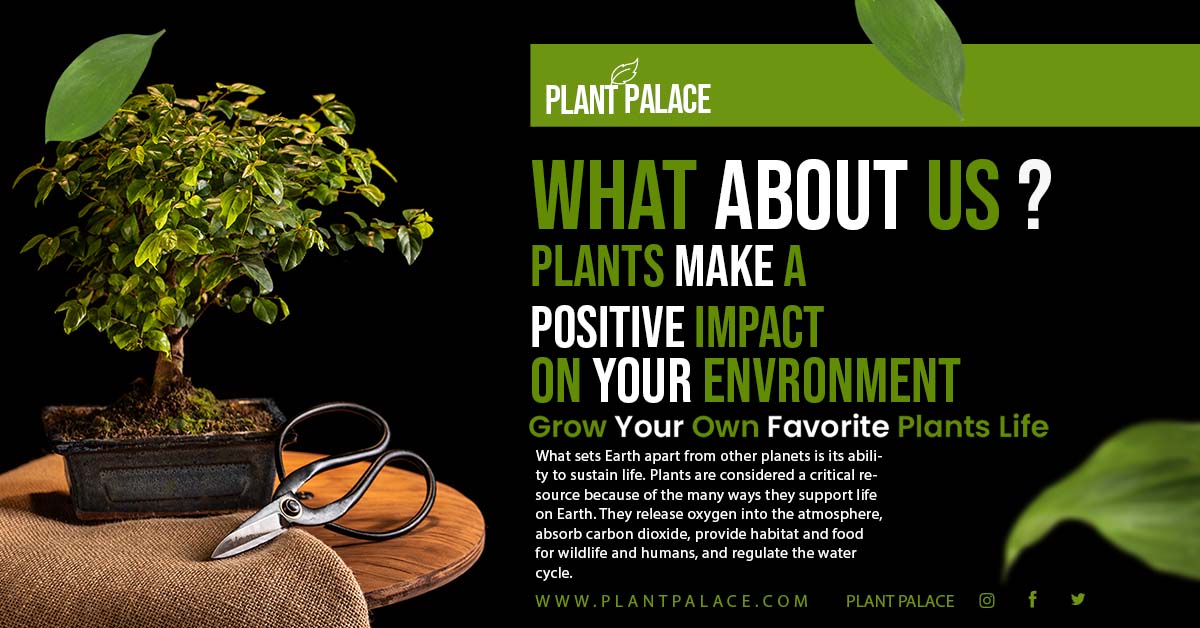 PLANT PALACE
WHAT ABOUT US ?
PLANTS MAKE A
POSITIVE IMPACT
ON YOUR ENVRONMENT
Grow Your Own Favorite Plants Life
What sets Earth apart from other planets is its abili-
ty to sustain life. Plants are considered a critical re-
source because of the many ways they support life
on Earth. They release oxygen into the atmosphere,
absorb carbon dioxide, provide habitat and food
for wildlife and humans, and regulate the water
cycle.
WWW.PLANTPALACE.COM PLANT PALACE